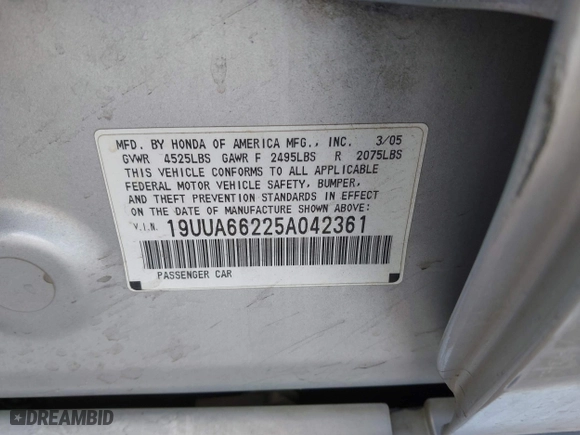 MFD. BY HONDA OF AMERICA MFG., INC. 3/05
GVWR 4525LBS GAWR F 2495LBS R 2075LBS
THIS VEHICLE CONFORMS TO ALL APPLICABLE
FEDERAL MOTOR VEHICLE SAFETY, BUMPER,
AND THEFT PREVENTION STANDARDS IN EFFECT
ON THE DATE OF MANUFACTURE SHOWN ABOVE:
V.I.N. 19UUA66225A042361
PASSENGER CAR
DREAMBID